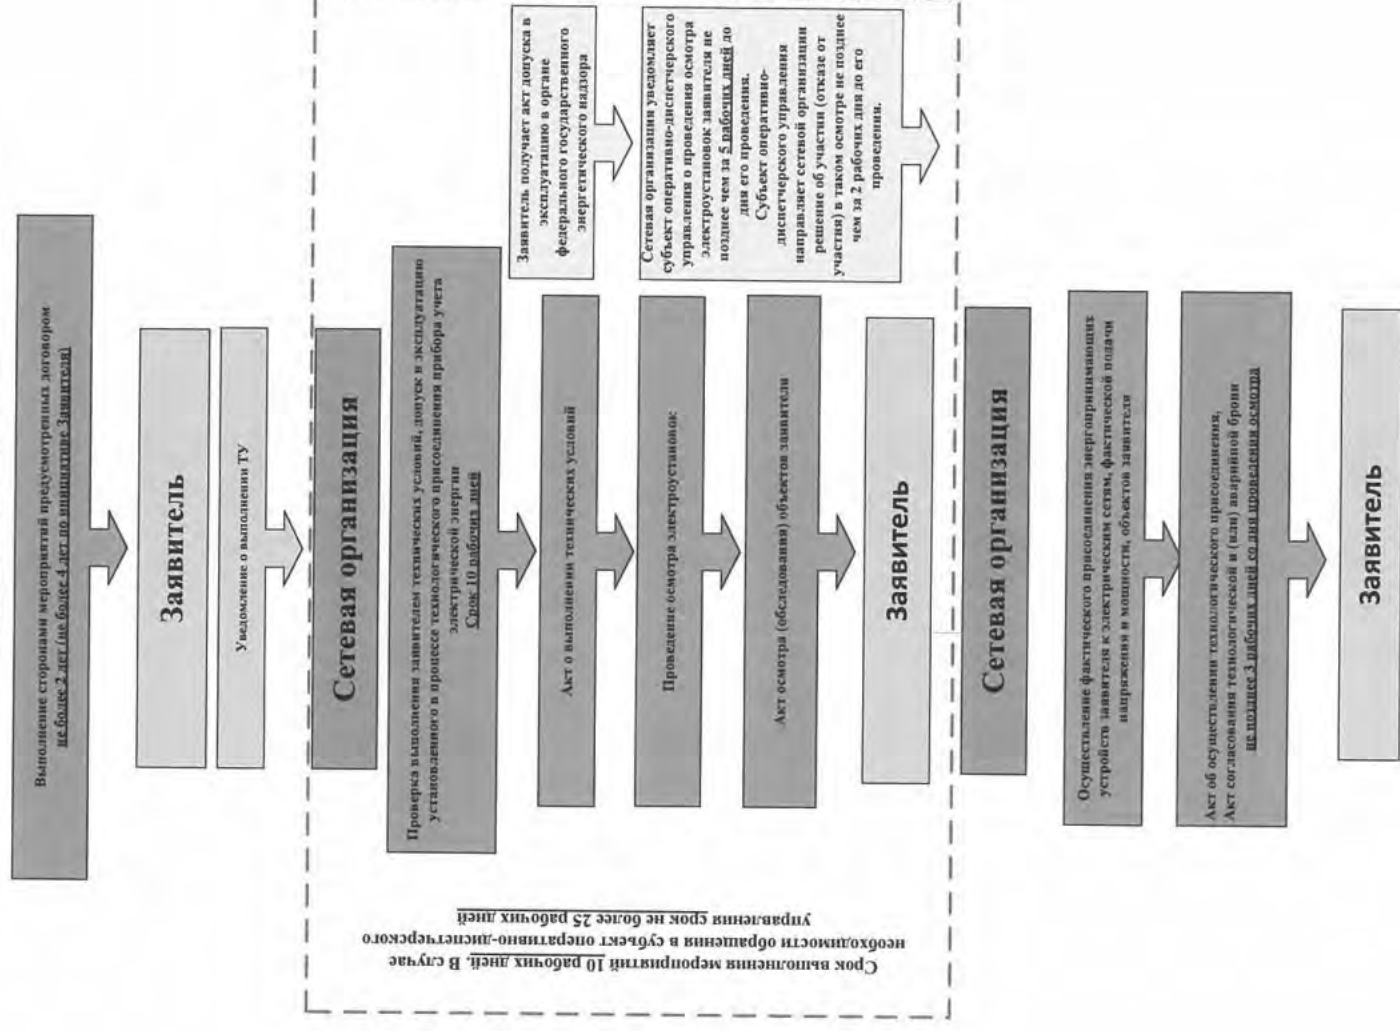 Выполнение сторонами мероприятий предусмотренных договором
не более 2 лет (не более 4 лет по инициативе Заявителя)
Заявитель
Уведомление о выполнении ТУ
Сетевая организация
Проверка выполнения заявителем технических условий, допуск в эксплуатацию
установленного в процессе технологического присоединения прибора учета
электрической энергии
Срок 10 рабочих дней
Заявитель получает акт допуска в
эксплуатацию в органе
федерального государственного
энергетического надзора
Акт о выполнении технических условий
Сетевая организация уведомляет
субъект оперативно-диспетчерского
управления о проведения осмотра
электроустановок заявителя не
позднее чем за 5 рабочих дней до
дня его проведения.
Субъект оперативно-
диспетчерского управления
направляет сетевой организации
решение об участии (отказе от
участия) в таком осмотре не позднее
чем за 2 рабочих дня до его
проведении.
Проведение осмотра электроустановок
Акт осмотра (обследования) объектов заявителя
Заявитель
Срок выполнения мероприятий 10 рабочих дней. В случае
необходимости обращения в субъект оперативно-диспетчерского
управления срок не более 25 рабочих дней
Сетевая организация
Осуществление фактического присоединения энергопринимающих
устройств заявителя к электрическим сетям, фактической подачи
напряжения и мощности, объектов заявителя
Акт об осуществлении технологического присоединения,
Акт согласования технологической и (или) аварийной брони
не позднее 3 рабочих дней со дня проведения осмотра
Заявитель